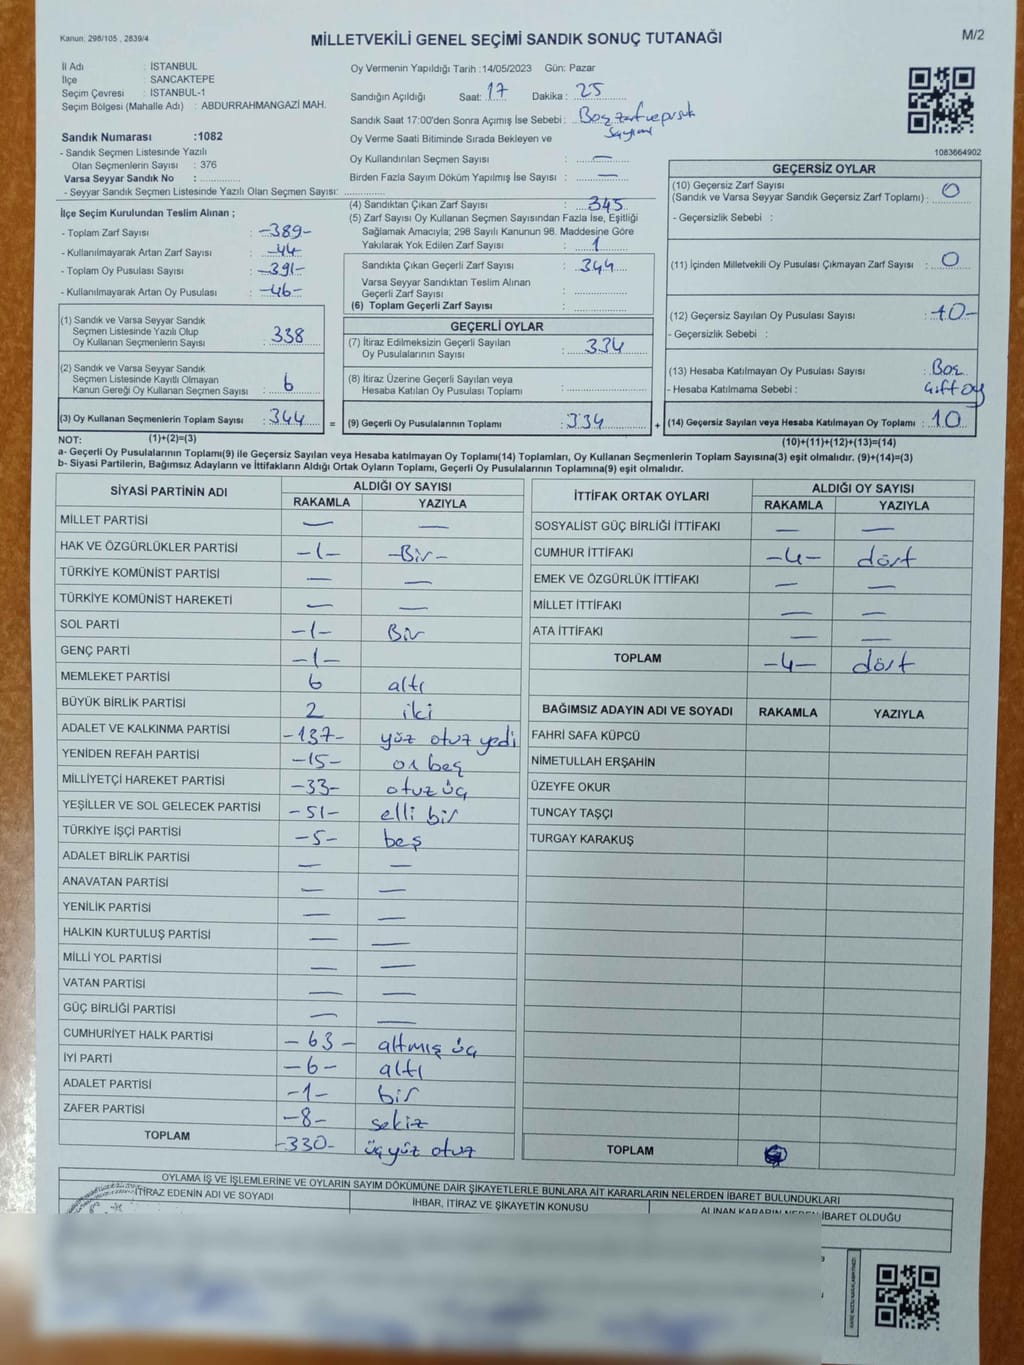 Kanun: 298/105 , 2839/4
MİLLETVEKİLİ GENEL SEÇİMİ SANDIK SONUÇ TUTANAĞI
M/2
İl Adı : İSTANBUL
İlçe : SANCAKTEPE
Seçim Çevresi : İSTANBUL-1
Seçim Bölgesi (Mahalle Adı) : ABDURRAHMANGAZİ MAH.
Sandık Numarası :1082
- Sandık Seçmen Listesinde Yazılı
Olan Seçmenlerin Sayısı : 376
Varsa Seyyar Sandık No :
- Seyyar Sandık Seçmen Listesinde Yazılı Olan Seçmen Sayısı:
Oy Vermenin Yapıldığı Tarih :14/05/2023 Gün: Pazar
Sandığın Açıldığı Saat: 17 Dakika : 25
Sandık Saat 17:00'den Sonra Açımış İse Sebebi : Boş zarf ve pusula
Sayımı
Oy Verme Saati Bitiminde Sırada Bekleyen ve
Oy Kullandırılan Seçmen Sayısı : —
Birden Fazla Sayım Döküm Yapılmış İse Sayısı : —
1083664902
İlçe Seçim Kurulundan Teslim Alınan ;
- Toplam Zarf Sayısı : -389-
- Kullanılmayarak Artan Zarf Sayısı : -44-
- Toplam Oy Pusulası Sayısı : -391-
- Kullanılmayarak Artan Oy Pusulası : -46-
(1) Sandık ve Varsa Seyyar Sandık
Seçmen Listesinde Yazılı Olup
Oy Kullanan Seçmenlerin Sayısı : 338
(2) Sandık ve Varsa Seyyar Sandık
Seçmen Listesinde Kayıtlı Olmayan
Kanun Gereği Oy Kullanan Seçmen Sayısı : 6
(3) Oy Kullanan Seçmenlerin Toplam Sayısı : 344
(4) Sandıktan Çıkan Zarf Sayısı : 345
(5) Zarf Sayısı Oy Kullanan Seçmen Sayısından Fazla İse, Eşitliği
Sağlamak Amacıyla; 298 Sayılı Kanunun 98. Maddesine Göre
Yakılarak Yok Edilen Zarf Sayısı : 1
Sandıkta Çıkan Geçerli Zarf Sayısı : 344
Varsa Seyyar Sandıktan Teslim Alınan
Geçerli Zarf Sayısı :
(6) Toplam Geçerli Zarf Sayısı :
GEÇERLİ OYLAR
(7) İtiraz Edilmeksizin Geçerli Sayılan
Oy Pusulalarının Sayısı : 334
(8) İtiraz Üzerine Geçerli Sayılan veya
Hesaba Katılan Oy Pusulası Toplamı :
= (9) Geçerli Oy Pusulalarının Toplamı : 334
GEÇERSİZ OYLAR
(10) Geçersiz Zarf Sayısı
(Sandık ve Varsa Seyyar Sandık Geçersiz Zarf Toplamı) : 0
- Geçersizlik Sebebi :
(11) İçinden Milletvekili Oy Pusulası Çıkmayan Zarf Sayısı : 0
(12) Geçersiz Sayılan Oy Pusulası Sayısı : -10-
- Geçersizlik Sebebi :
(13) Hesaba Katılmayan Oy Pusulası Sayısı : Boş
- Hesaba Katılmama Sebebi : Çift oy
+ (14) Geçersiz Sayılan veya Hesaba Katılmayan Oy Toplamı : 10
NOT: (1)+(2)=(3)
(10)+(11)+(12)+(13)=(14)
a- Geçerli Oy Pusulalarının Toplamı(9) ile Geçersiz Sayılan veya Hesaba katılmayan Oy Toplamı(14) Toplamları, Oy Kullanan Seçmenlerin Toplam Sayısına(3) eşit olmalıdır. (9)+(14)=(3)
b- Siyasi Partilerin, Bağımsız Adayların ve İttifakların Aldığı Ortak Oyların Toplamı, Geçerli Oy Pusulalarının Toplamına(9) eşit olmalıdır.
SİYASİ PARTİNİN ADI ALDIĞI OY SAYISI
RAKAMLA YAZIYLA
MİLLET PARTİSİ — —
HAK VE ÖZGÜRLÜKLER PARTİSİ -1- -Bir-
TÜRKİYE KOMÜNİST PARTİSİ — —
TÜRKİYE KOMÜNİST HAREKETİ — —
SOL PARTİ -1- Bir
GENÇ PARTİ -1-
MEMLEKET PARTİSİ 6 altı
BÜYÜK BİRLİK PARTİSİ 2 iki
ADALET VE KALKINMA PARTİSİ -137- yüz otuz yedi
YENİDEN REFAH PARTİSİ -15- on beş
MİLLİYETÇİ HAREKET PARTİSİ -33- otuz üç
YEŞİLLER VE SOL GELECEK PARTİSİ -51- elli bir
TÜRKİYE İŞÇİ PARTİSİ -5- beş
ADALET BİRLİK PARTİSİ — —
ANAVATAN PARTİSİ — —
YENİLİK PARTİSİ — —
HALKIN KURTULUŞ PARTİSİ — —
MİLLİ YOL PARTİSİ — —
VATAN PARTİSİ — —
GÜÇ BİRLİĞİ PARTİSİ — —
CUMHURİYET HALK PARTİSİ -63- altmış üç
İYİ PARTİ -6- altı
ADALET PARTİSİ -1- bir
ZAFER PARTİSİ -8- sekiz
TOPLAM -330- üçyüz otuz
İTTİFAK ORTAK OYLARI ALDIĞI OY SAYISI
RAKAMLA YAZIYLA
SOSYALİST GÜÇ BİRLİĞİ İTTİFAKI — —
CUMHUR İTTİFAKI -4- dört
EMEK VE ÖZGÜRLÜK İTTİFAKI — —
MİLLET İTTİFAKI — —
ATA İTTİFAKI — —
TOPLAM -4- dört
BAĞIMSIZ ADAYIN ADI VE SOYADI RAKAMLA YAZIYLA
FAHRİ SAFA KÜPCÜ
NİMETULLAH ERŞAHİN
ÜZEYFE OKUR
TUNCAY TAŞÇI
TURGAY KARAKUŞ
TOPLAM
OYLAMA İŞ VE İŞLEMLERİNE VE OYLARIN SAYIM DÖKÜMÜNE DAİR ŞİKAYETLERLE BUNLARA AİT KARARLARIN NELERDEN İBARET BULUNDUKLARI
İTİRAZ EDENİN ADI VE SOYADI İHBAR, İTİRAZ VE ŞİKAYETİN KONUSU ALINAN KARARIN NEDEN İBARET OLDUĞU